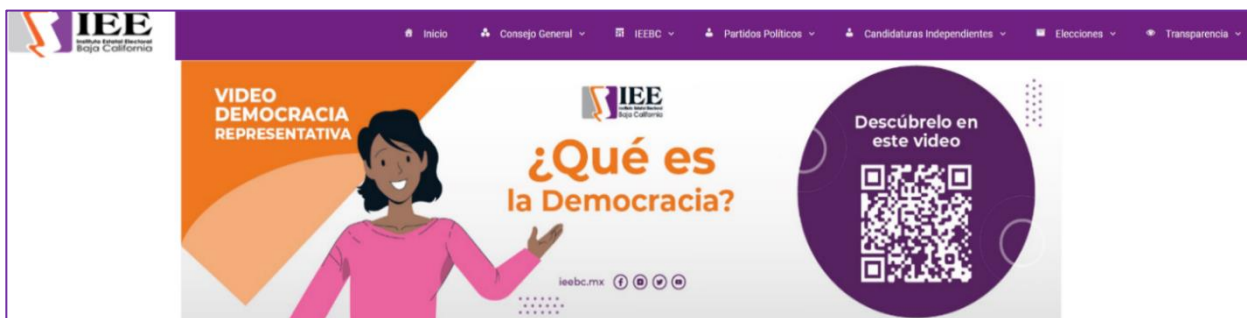 IEE
Instituto Estatal Electoral
Baja California
Inicio
Consejo General
IEEBC
Partidos Políticos
Candidaturas Independientes
Elecciones
Transparencia
VIDEO
DEMOCRACIA
REPRESENTATIVA
IEE
Instituto Estatal Electoral
Baja California
¿Qué es
la Democracia?
ieebc.mx
Descúbrelo en
este video